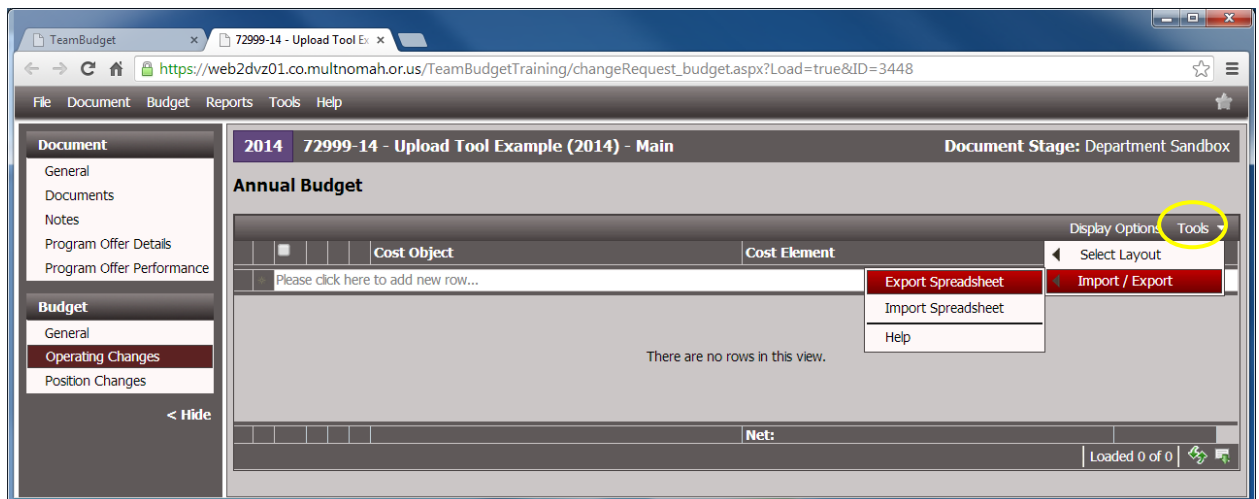 TeamBudget
72999-14 - Upload Tool Ex
https://web2dvz01.co.multnomah.or.us/TeamBudgetTraining/changeRequest_budget.aspx?Load=true&ID=3448
File Document Budget Reports Tools Help
Document
General
Documents
Notes
Program Offer Details
Program Offer Performance
Budget
General
Operating Changes
Position Changes
< Hide
2014 72999-14 - Upload Tool Example (2014) - Main Document Stage: Department Sandbox
Annual Budget
Display Options Tools
Cost Object Cost Element
Please click here to add new row...
Select Layout
Import / Export
Export Spreadsheet
Import Spreadsheet
Help
There are no rows in this view.
Net:
Loaded 0 of 0